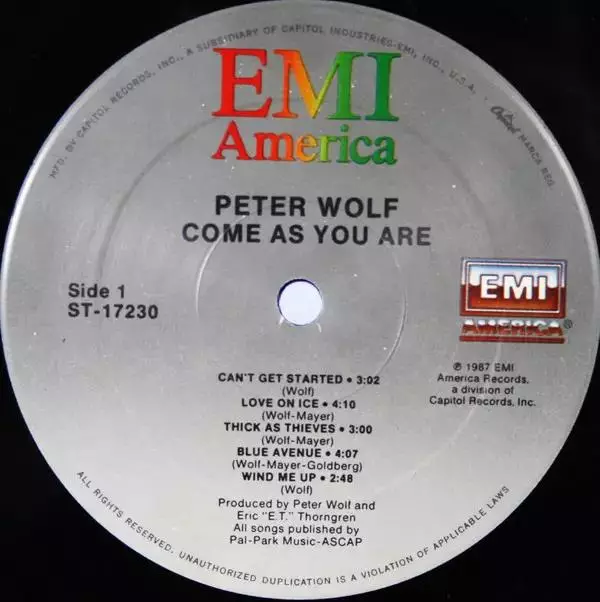 MFD. BY CAPITOL RECORDS, INC., A SUBSIDIARY OF CAPITOL INDUSTRIES-EMI, INC., U.S.A.
Capitol MARCA REG.
EMI
America
PETER WOLF
COME AS YOU ARE
Side 1
ST-17230
EMI
AMERICA®
℗ 1987 EMI
America Records,
a division of
Capitol Records, Inc.
CAN'T GET STARTED • 3:02
(Wolf)
LOVE ON ICE • 4:10
(Wolf-Mayer)
THICK AS THIEVES • 3:00
(Wolf-Mayer)
BLUE AVENUE • 4:07
(Wolf-Mayer-Goldberg)
WIND ME UP • 2:48
(Wolf)
Produced by Peter Wolf and
Eric "E.T." Thorngren
All songs published by
Pal-Park Music-ASCAP
ALL RIGHTS RESERVED. UNAUTHORIZED DUPLICATION IS A VIOLATION OF APPLICABLE LAWS